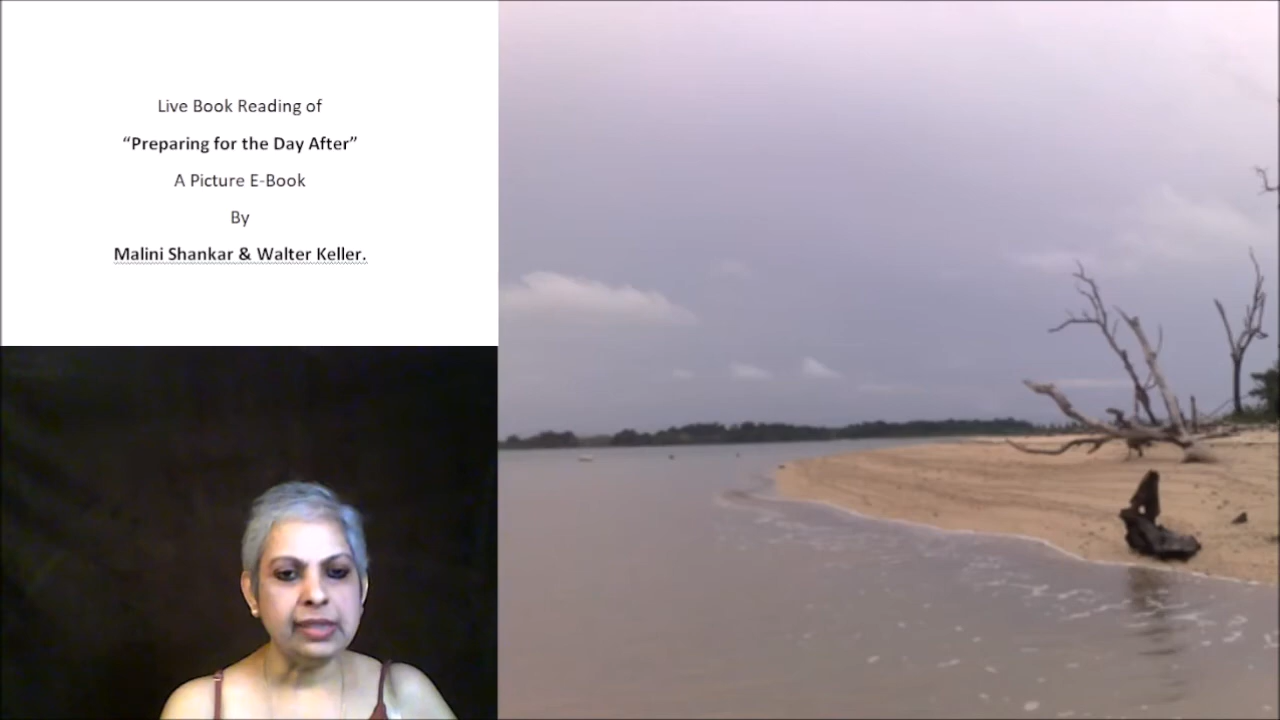 Live Book Reading of
“Preparing for the Day After”
A Picture E-Book
By
Malini Shankar & Walter Keller.